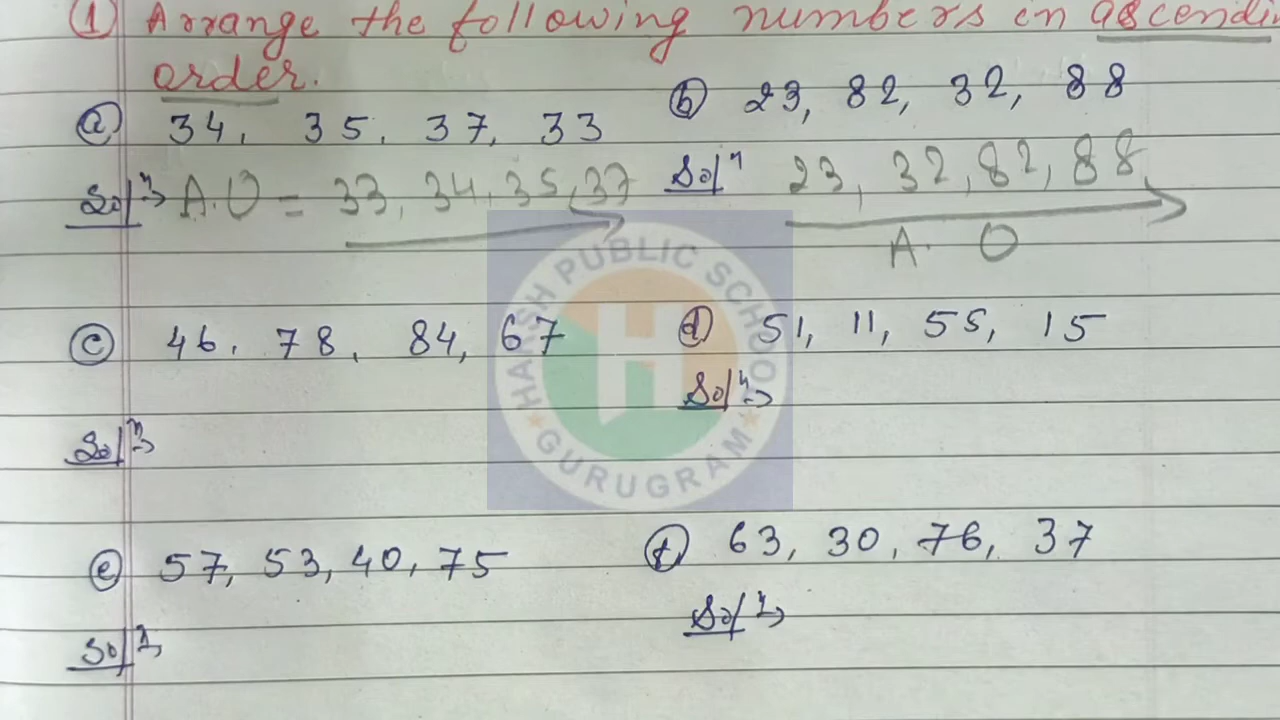 ① Arrange the following numbers in ascendi
order.
ⓐ 34, 35, 37, 33
Solⁿ→ A.O = 33, 34, 35, 37
ⓑ 23, 82, 32, 88
Solⁿ 23, 32, 82, 88
A. O
ⓒ 46, 78, 84, 67
Solⁿ→
ⓓ 51, 11, 55, 15
Solⁿ→
ⓔ 57, 53, 40, 75
Solⁿ→
ⓕ 63, 30, 76, 37
Solⁿ→
HARSH PUBLIC SCHOOL
GURUGRAM
H